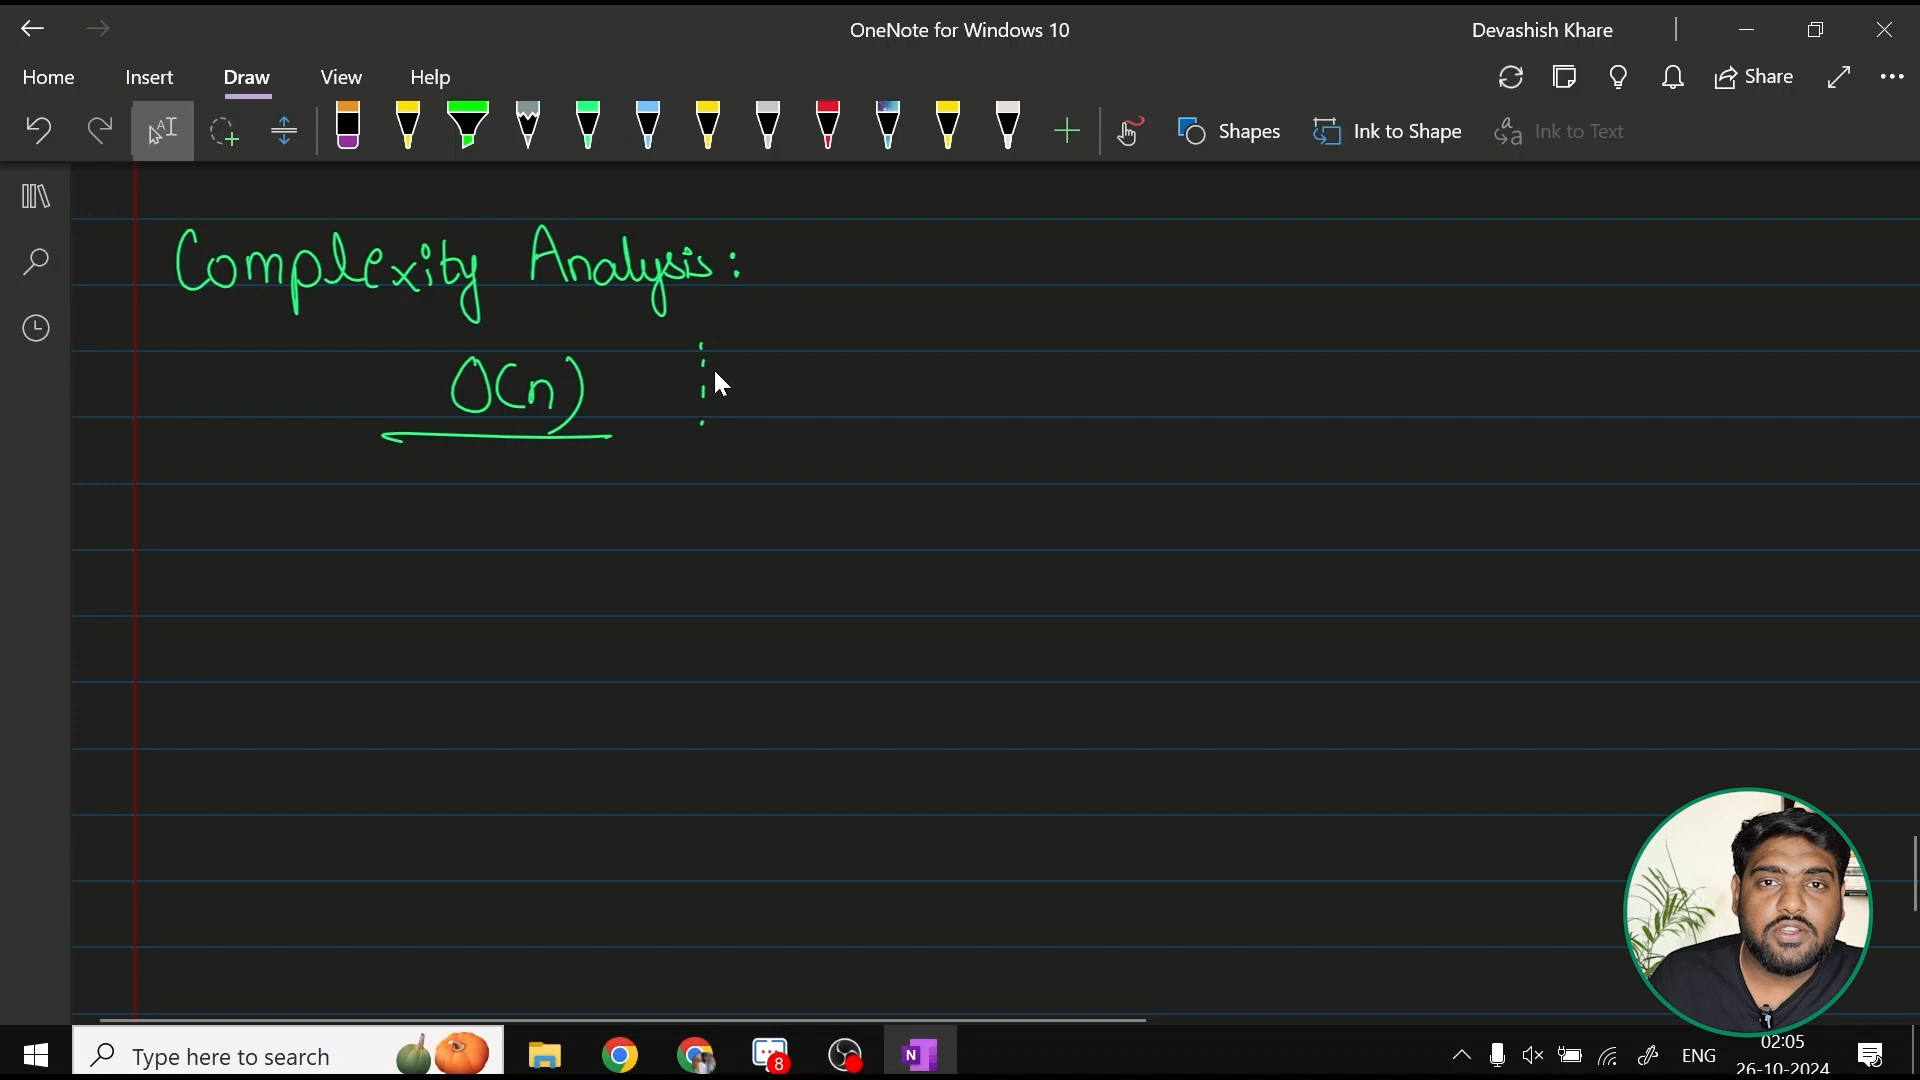 OneNote for Windows 10
Devashish Khare
Home Insert Draw View Help
Share
Shapes
Ink to Shape
Ink to Text
Complexity Analysis:
O(n)
Type here to search
8
N
ENG
02:05
26-10-2024